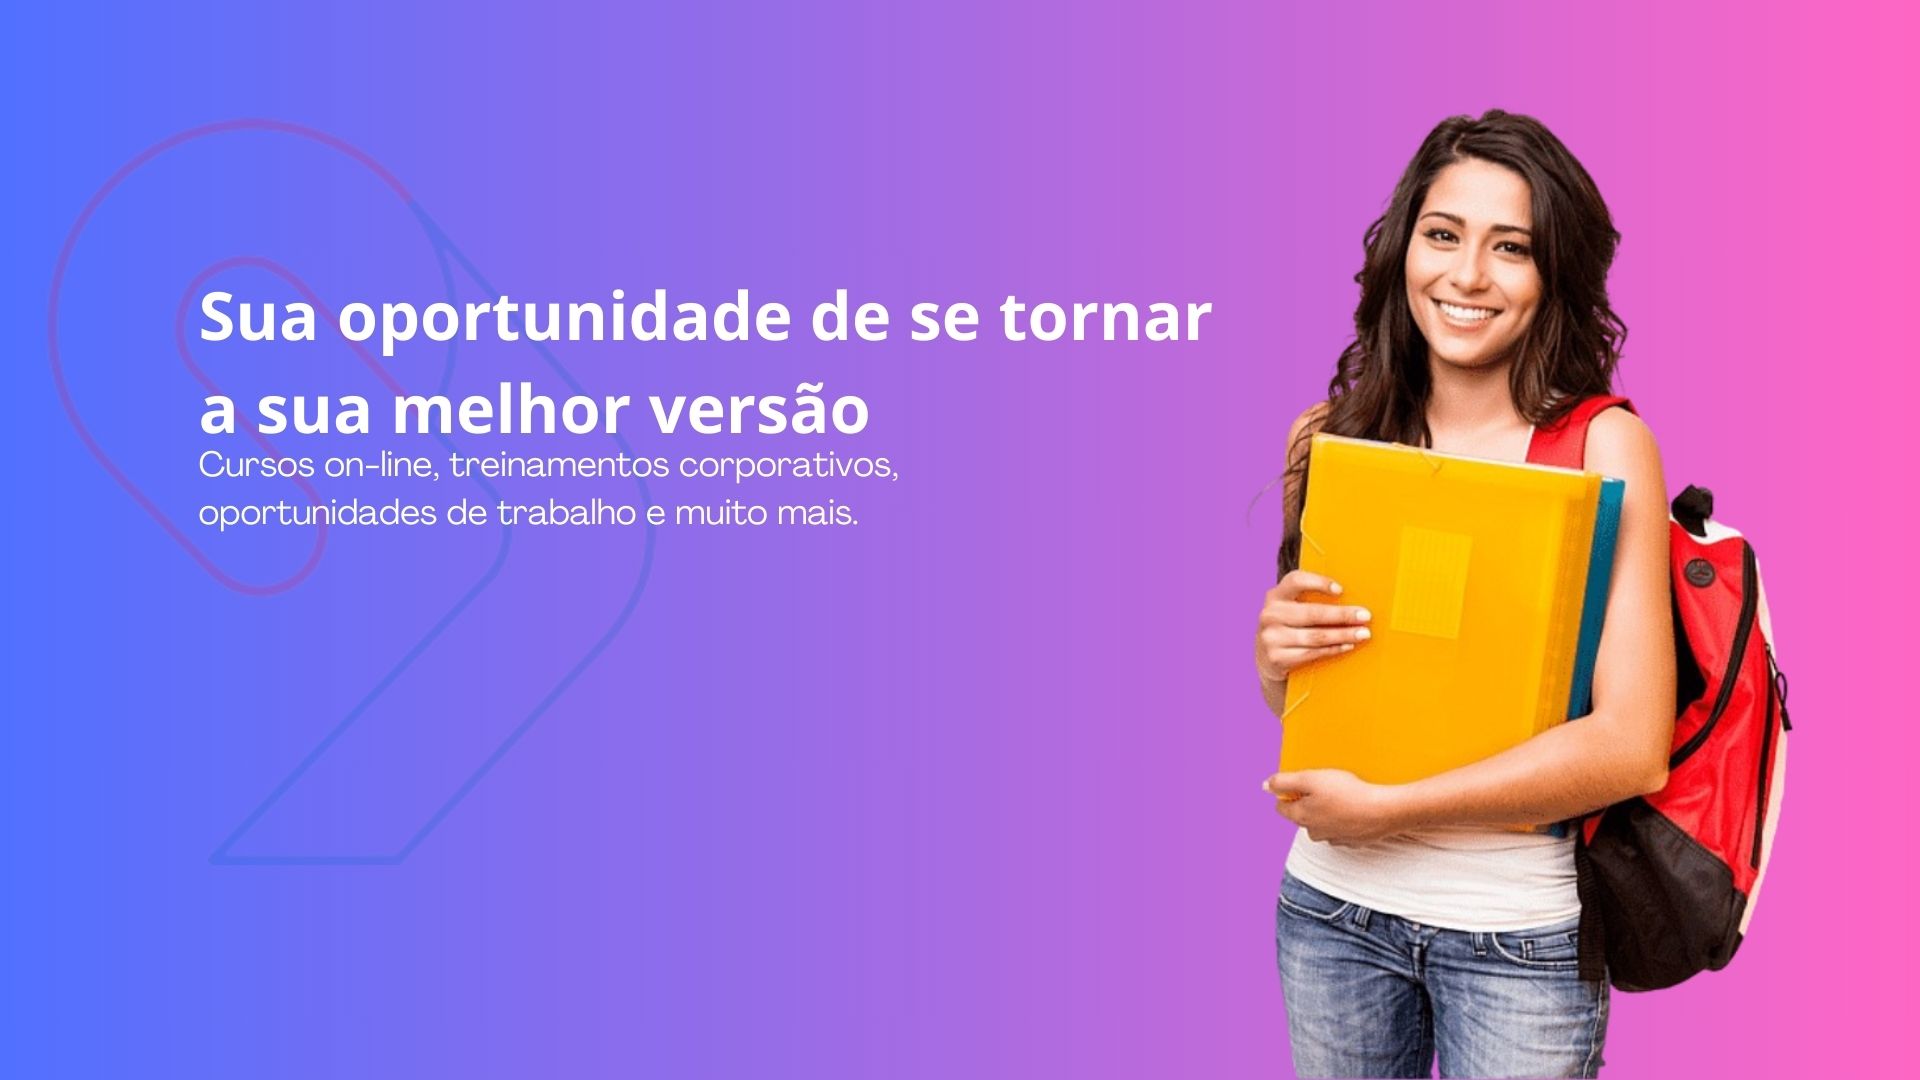 Sua oportunidade de se tornar
a sua melhor versão
Cursos on-line, treinamentos corporativos,
oportunidades de trabalho e muito mais.